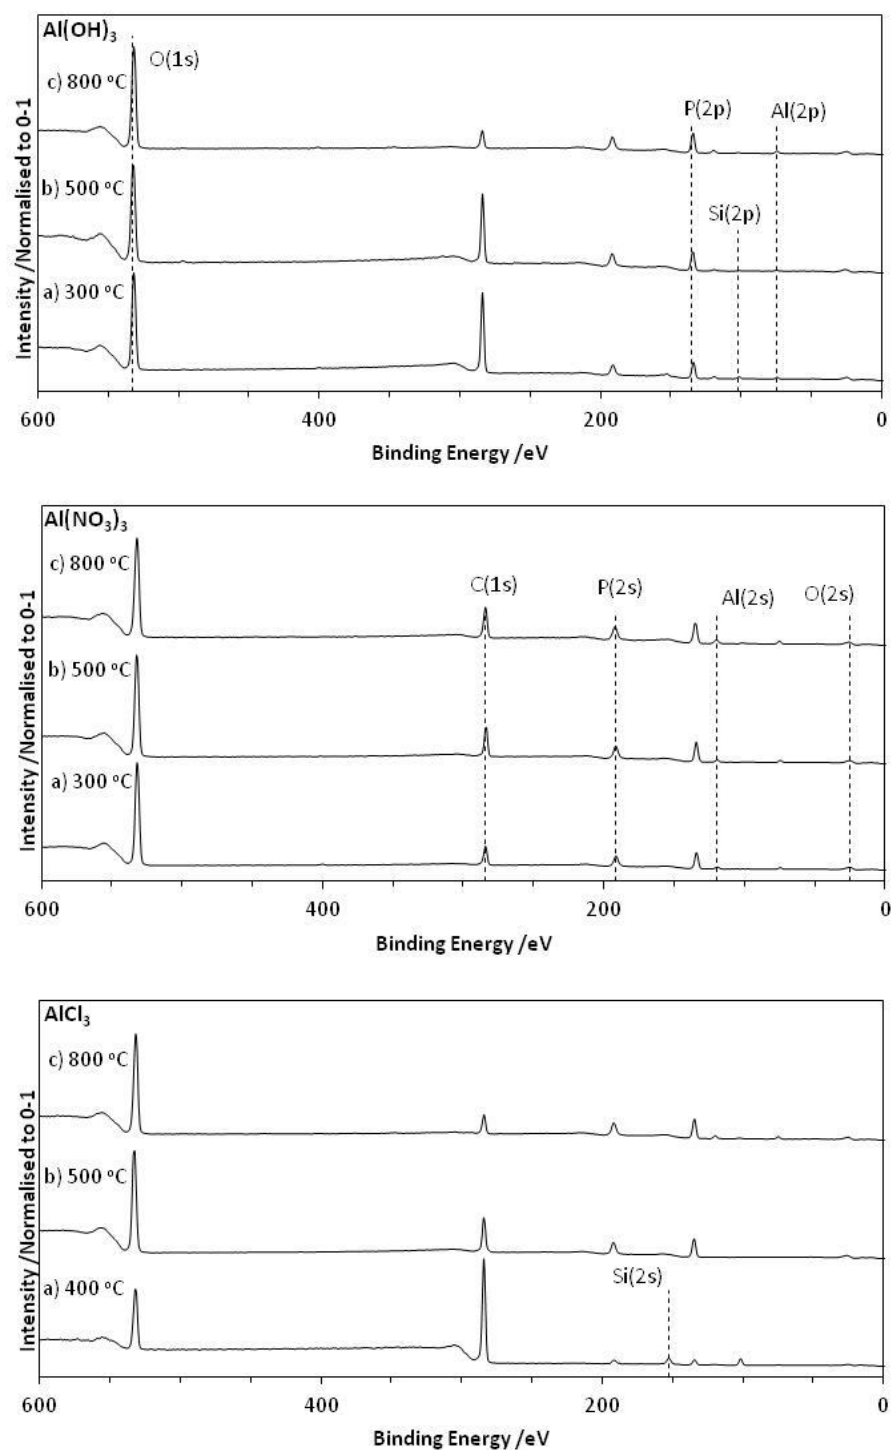 Al(OH)₃
O(1s)
c) 800 °C
P(2p)
Al(2p)
b) 500 °C
Si(2p)
a) 300 °C
Intensity /Normalised to 0-1
600 400 200 0
Binding Energy /eV
Al(NO₃)₃
c) 800 °C
C(1s)
P(2s)
Al(2s)
O(2s)
b) 500 °C
a) 300 °C
Intensity /Normalised to 0-1
600 400 200 0
Binding Energy /eV
AlCl₃
c) 800 °C
b) 500 °C
Si(2s)
a) 400 °C
Intensity /Normalised to 0-1
600 400 200 0
Binding Energy /eV